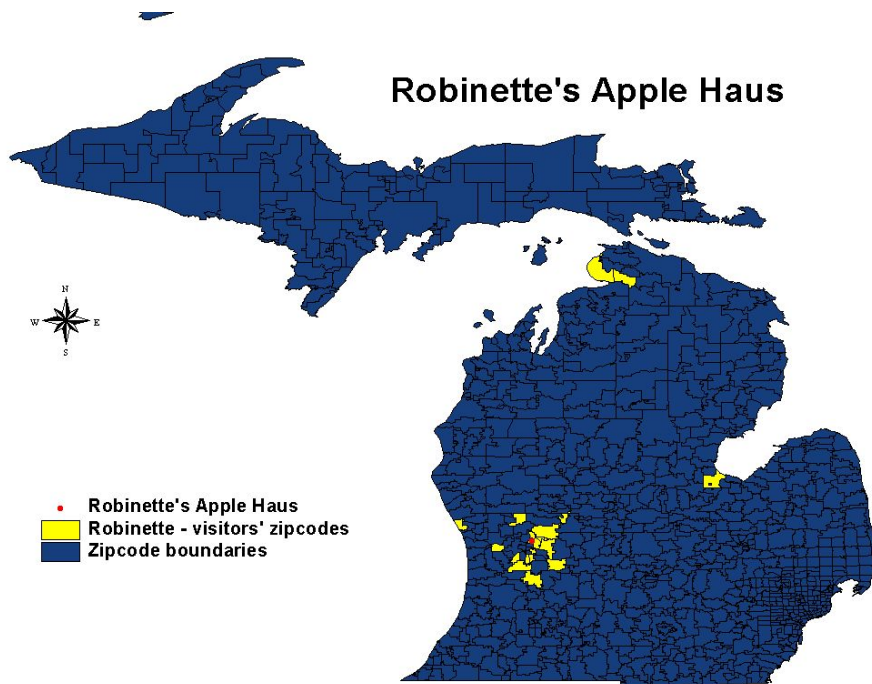 Robinette's Apple Haus
N
W E
S
Robinette's Apple Haus
Robinette - visitors' zipcodes
Zipcode boundaries